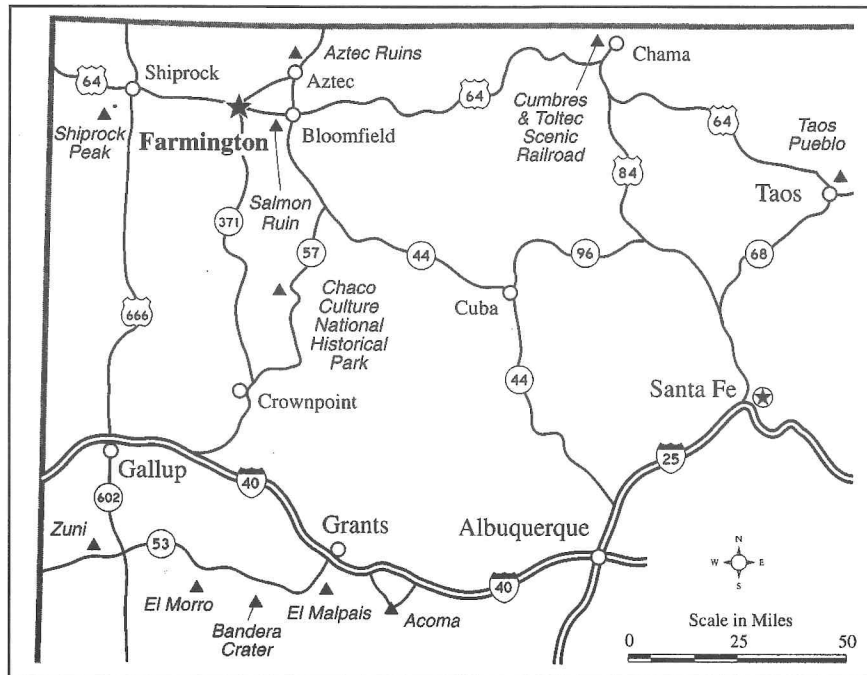 Aztec Ruins
Chama
64
Shiprock
Aztec
64
Cumbres
& Toltec
Scenic
Railroad
64
Taos
Pueblo
Shiprock
Peak
Farmington
Bloomfield
84
Taos
Salmon
Ruin
371
57
44
96
68
Chaco
Culture
National
Historical
Park
Cuba
666
44
Santa Fe
Crownpoint
Gallup
40
25
602
Grants
Albuquerque
Zuni
53
N
W
E
S
El Morro
Bandera
Crater
El Malpais
Acoma
40
Scale in Miles
0
25
50